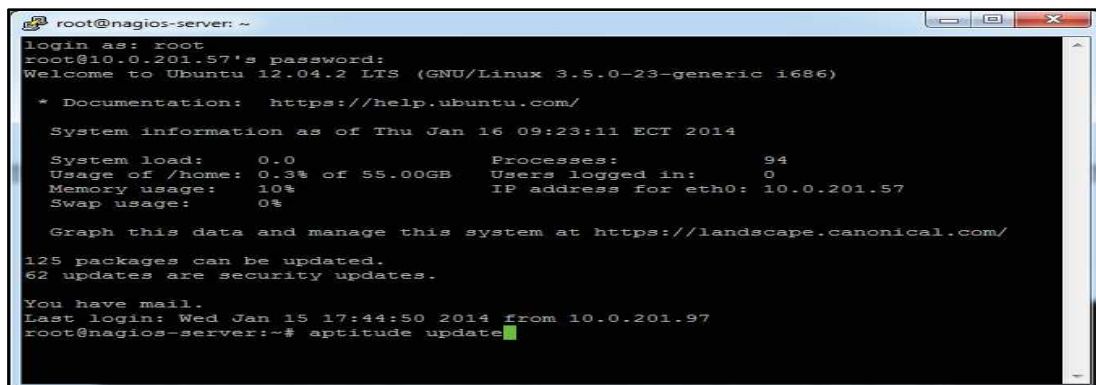 root@nagios-server: ~
login as: root
root@10.0.201.57's password:
Welcome to Ubuntu 12.04.2 LTS (GNU/Linux 3.5.0-23-generic i686)
* Documentation:  https://help.ubuntu.com/
System information as of Thu Jan 16 09:23:11 ECT 2014
System load:    0.0               Processes:           94
Usage of /home: 0.3% of 55.00GB   Users logged in:     0
Memory usage:   10%               IP address for eth0: 10.0.201.57
Swap usage:     0%
Graph this data and manage this system at https://landscape.canonical.com/
125 packages can be updated.
62 updates are security updates.
You have mail.
Last login: Wed Jan 15 17:44:50 2014 from 10.0.201.97
root@nagios-server:~# aptitude update